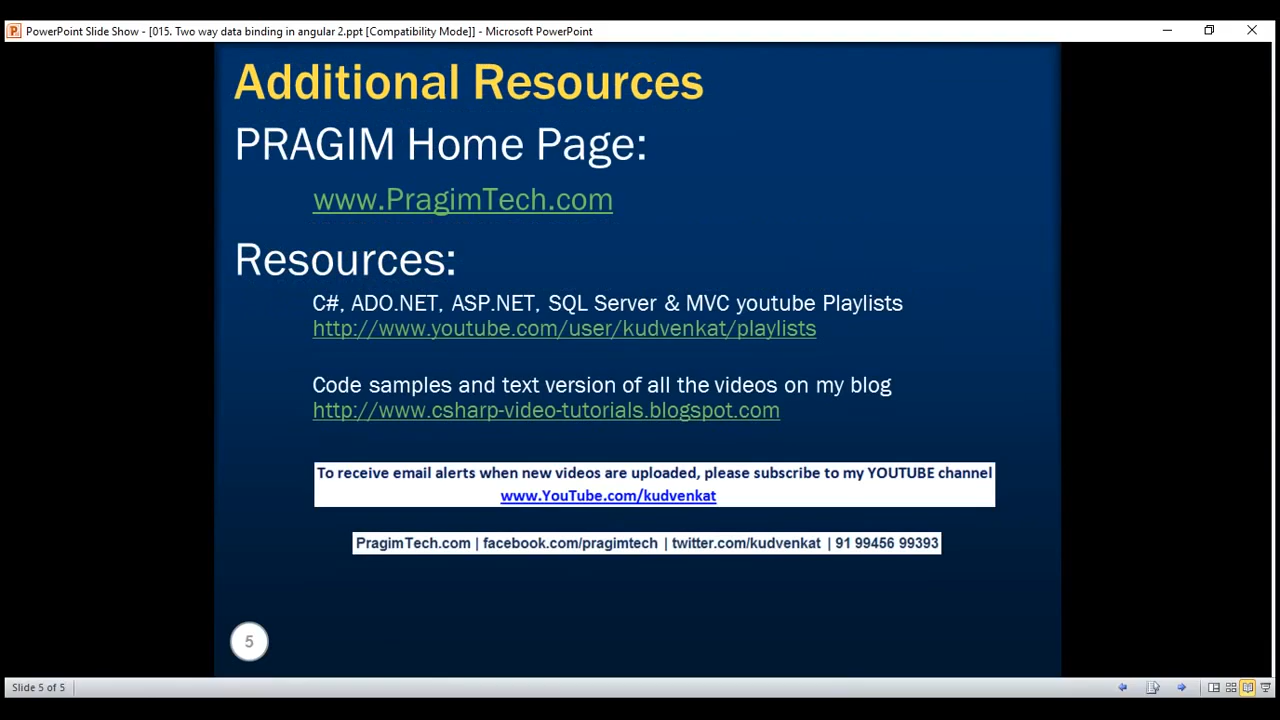 PowerPoint Slide Show - [015. Two way data binding in angular 2.ppt [Compatibility Mode]] - Microsoft PowerPoint
Additional Resources
PRAGIM Home Page:
www.PragimTech.com
Resources:
C#, ADO.NET, ASP.NET, SQL Server & MVC youtube Playlists
http://www.youtube.com/user/kudvenkat/playlists
Code samples and text version of all the videos on my blog
http://www.csharp-video-tutorials.blogspot.com
To receive email alerts when new videos are uploaded, please subscribe to my YOUTUBE channel
www.YouTube.com/kudvenkat
PragimTech.com | facebook.com/pragimtech | twitter.com/kudvenkat | 91 99456 99393
5
Slide 5 of 5